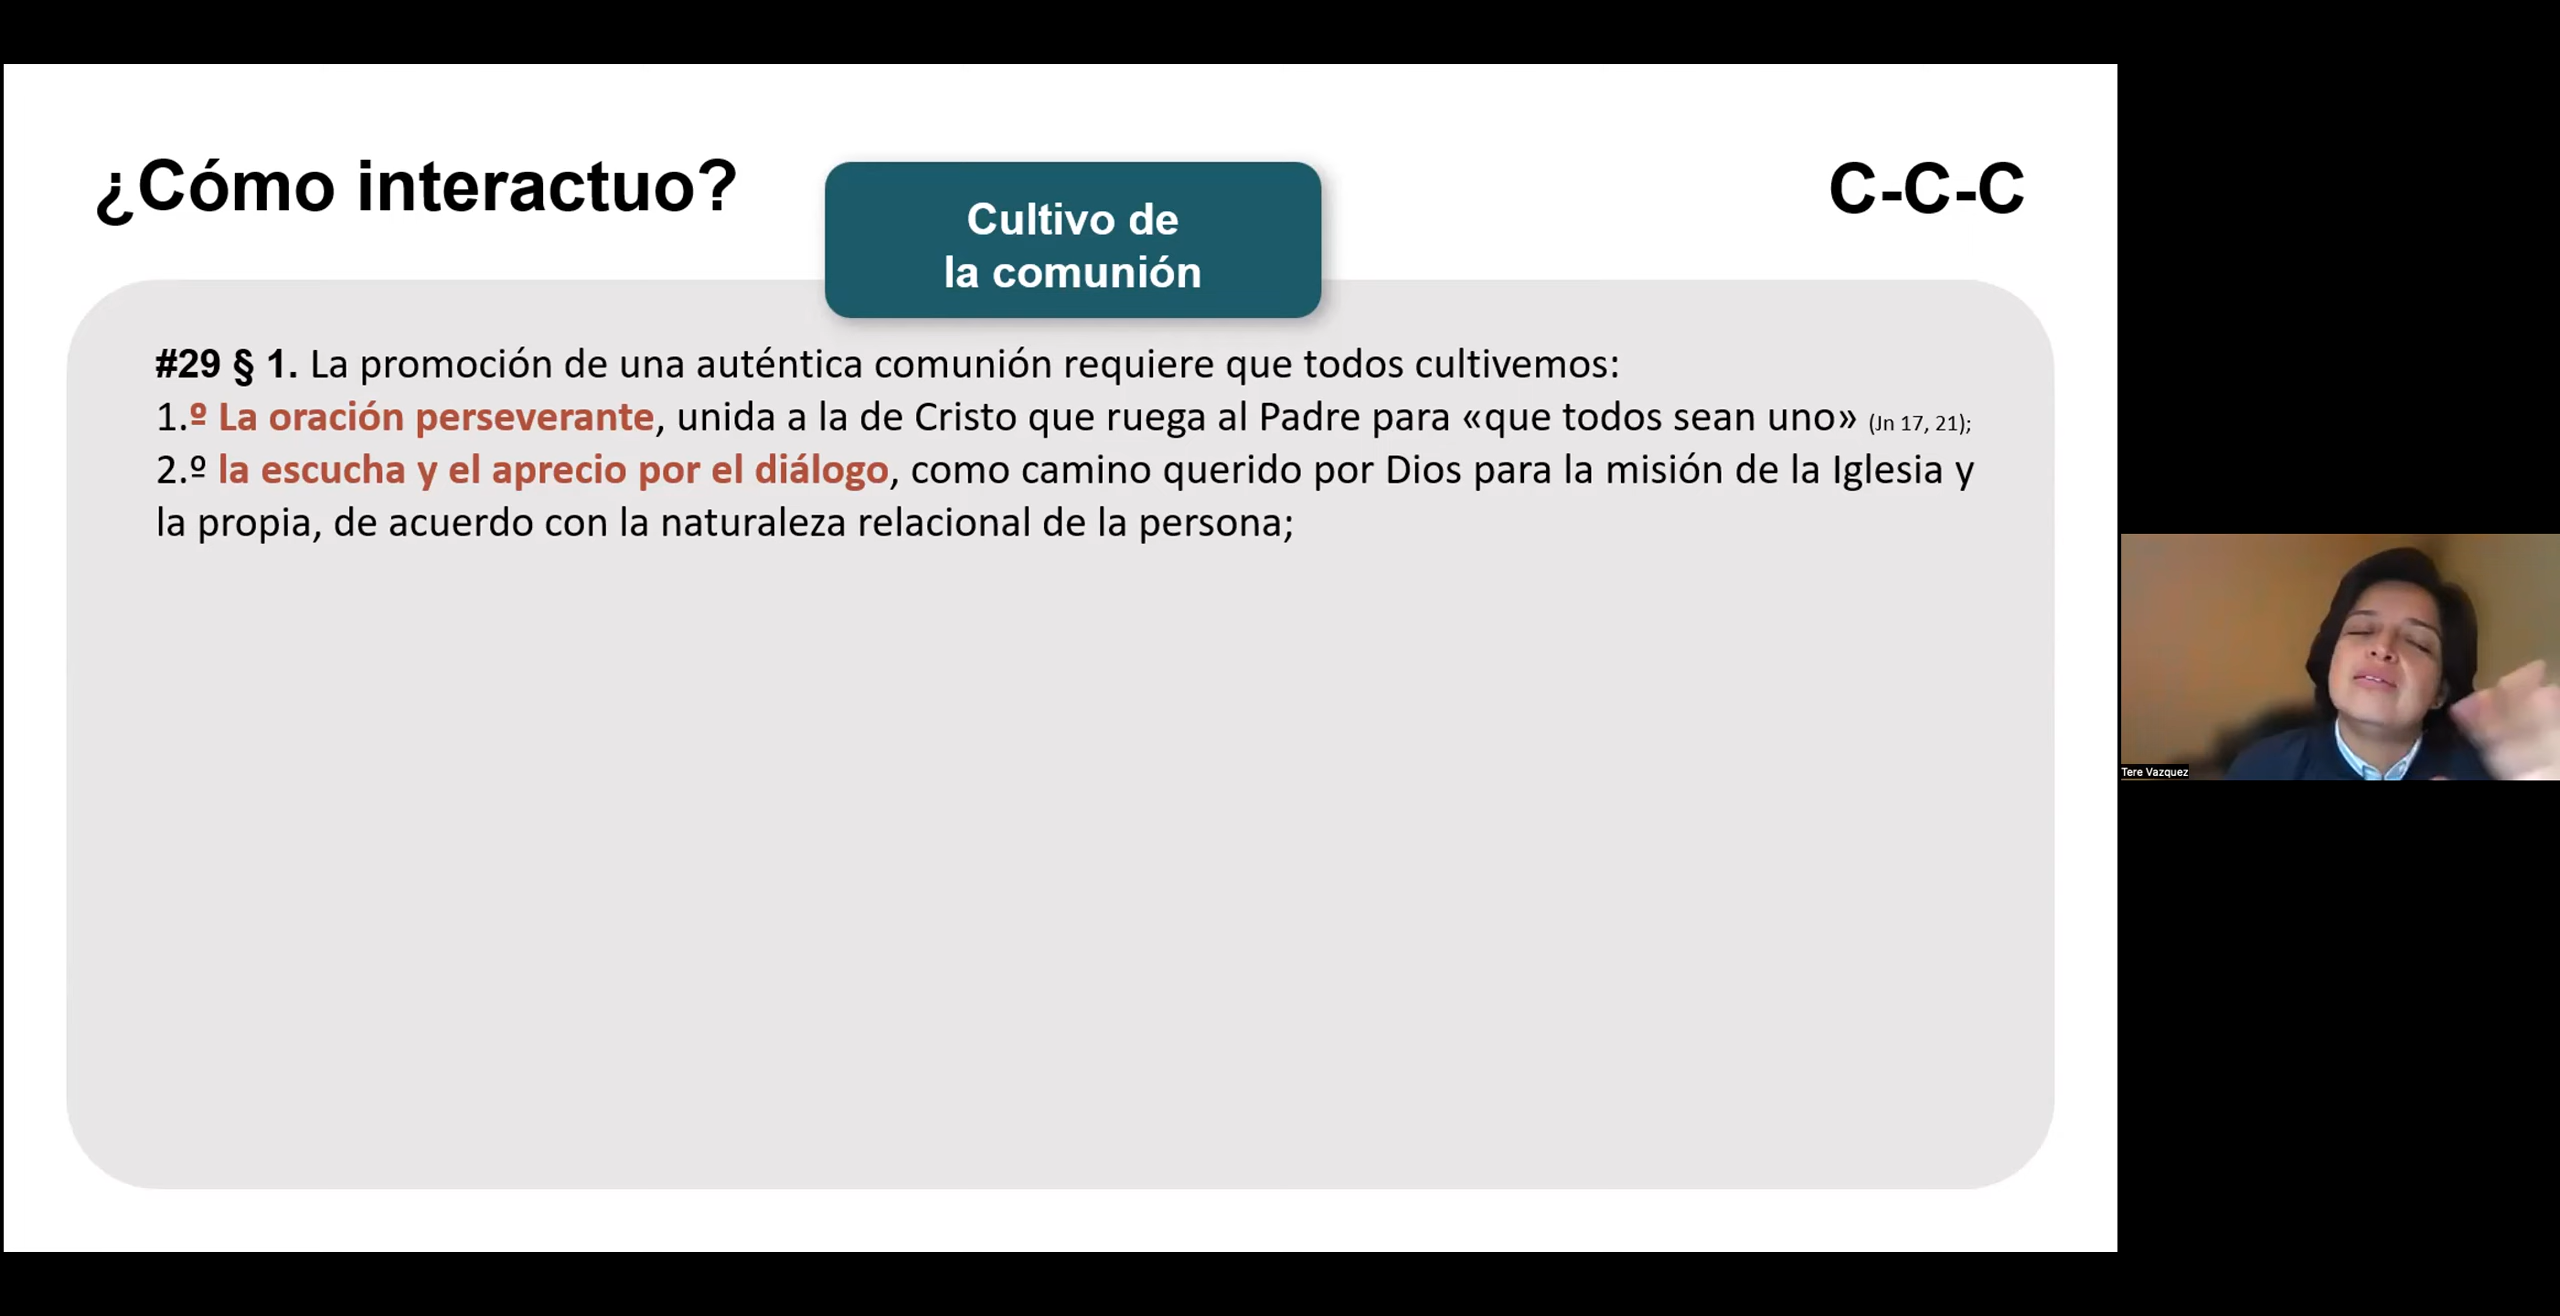 ¿Cómo interactuo?
Cultivo de
la comunión
C-C-C
#29 § 1. La promoción de una auténtica comunión requiere que todos cultivemos:
1.º La oración perseverante, unida a la de Cristo que ruega al Padre para «que todos sean uno» (Jn 17, 21);
2.º la escucha y el aprecio por el diálogo, como camino querido por Dios para la misión de la Iglesia y
la propia, de acuerdo con la naturaleza relacional de la persona;
Tere Vazquez